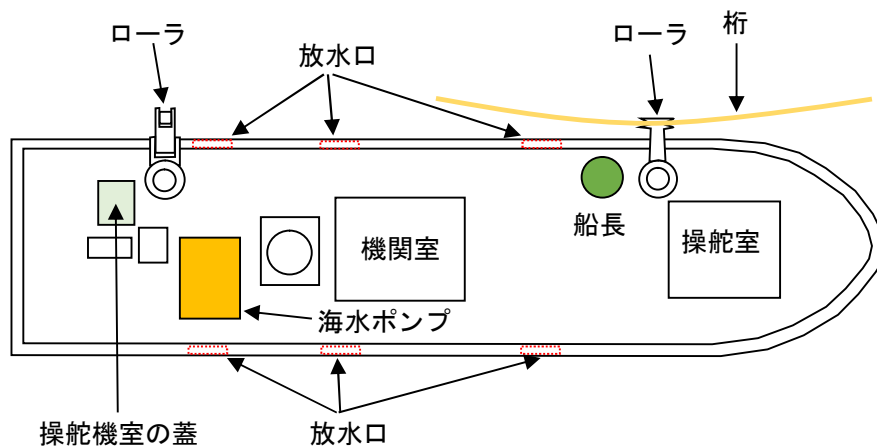 ローラ
放水口
ローラ
桁
船長
機関室
操舵室
海水ポンプ
操舵機室の蓋
放水口